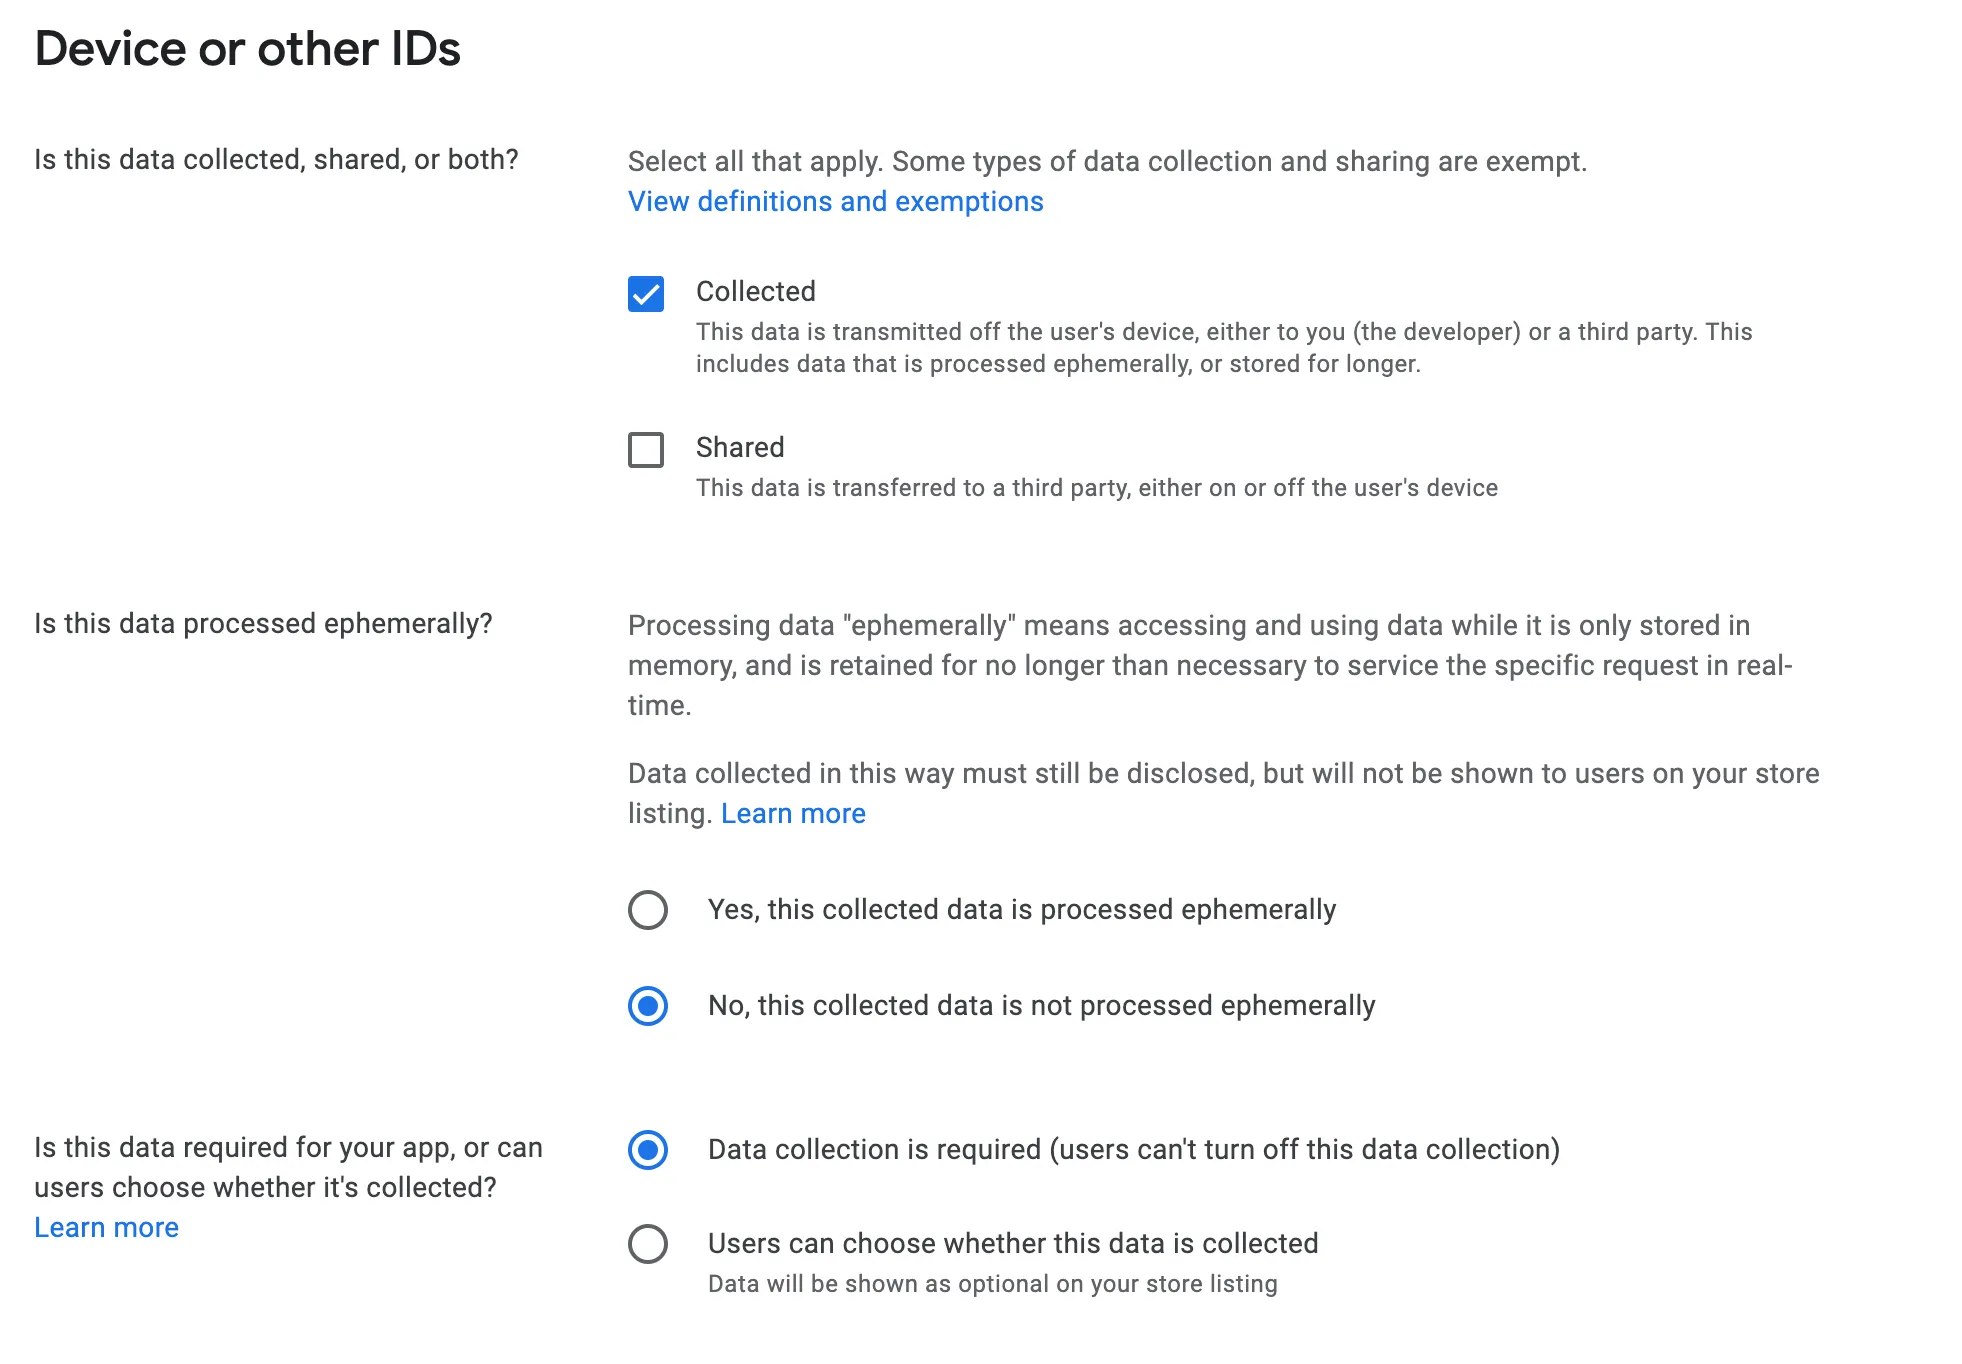 Device or other IDs
Is this data collected, shared, or both?
Select all that apply. Some types of data collection and sharing are exempt.
View definitions and exemptions
Collected
This data is transmitted off the user's device, either to you (the developer) or a third party. This
includes data that is processed ephemerally, or stored for longer.
Shared
This data is transferred to a third party, either on or off the user's device
Is this data processed ephemerally?
Processing data "ephemerally" means accessing and using data while it is only stored in
memory, and is retained for no longer than necessary to service the specific request in real-
time.
Data collected in this way must still be disclosed, but will not be shown to users on your store
listing. Learn more
Yes, this collected data is processed ephemerally
No, this collected data is not processed ephemerally
Is this data required for your app, or can
users choose whether it's collected?
Learn more
Data collection is required (users can't turn off this data collection)
Users can choose whether this data is collected
Data will be shown as optional on your store listing